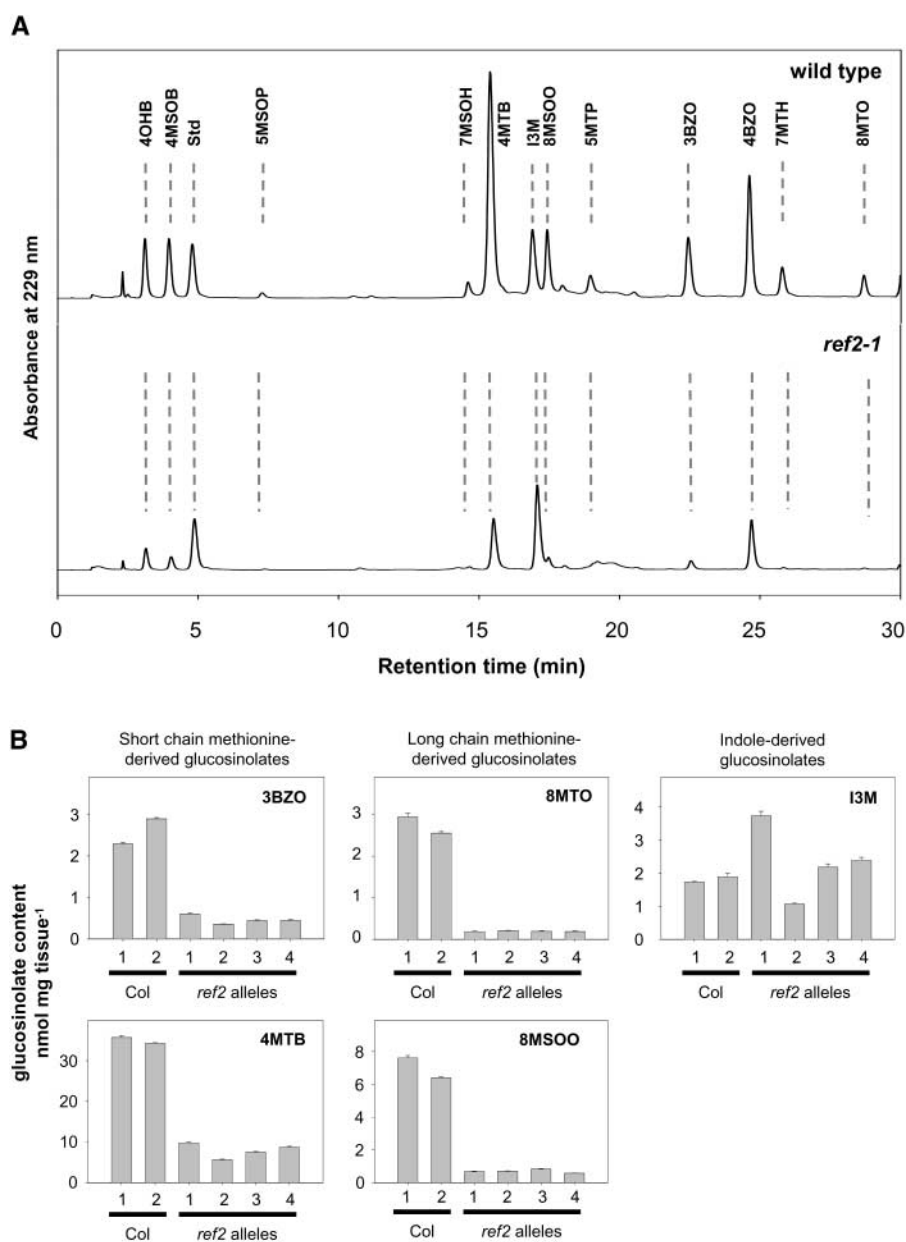 A
wild type
4OHB
4MSOB
Std
5MSOP
7MSOH
4MTB
I3M
8MSOO
5MTP
3BZO
4BZO
7MTH
8MTO
ref2-1
Absorbance at 229 nm
0 5 10 15 20 25 30
Retention time (min)
B
Short chain methionine-
derived glucosinolates
Long chain methionine-
derived glucosinolates
Indole-derived
glucosinolates
glucosinolate content
nmol mg tissue-1
3BZO
3
2
1
0
1 2 1 2 3 4
Col ref2 alleles
8MTO
3
2
1
0
1 2 1 2 3 4
Col ref2 alleles
I3M
4
3
2
1
0
1 2 1 2 3 4
Col ref2 alleles
4MTB
30
20
10
0
1 2 1 2 3 4
Col ref2 alleles
8MSOO
8
6
4
2
0
1 2 1 2 3 4
Col ref2 alleles